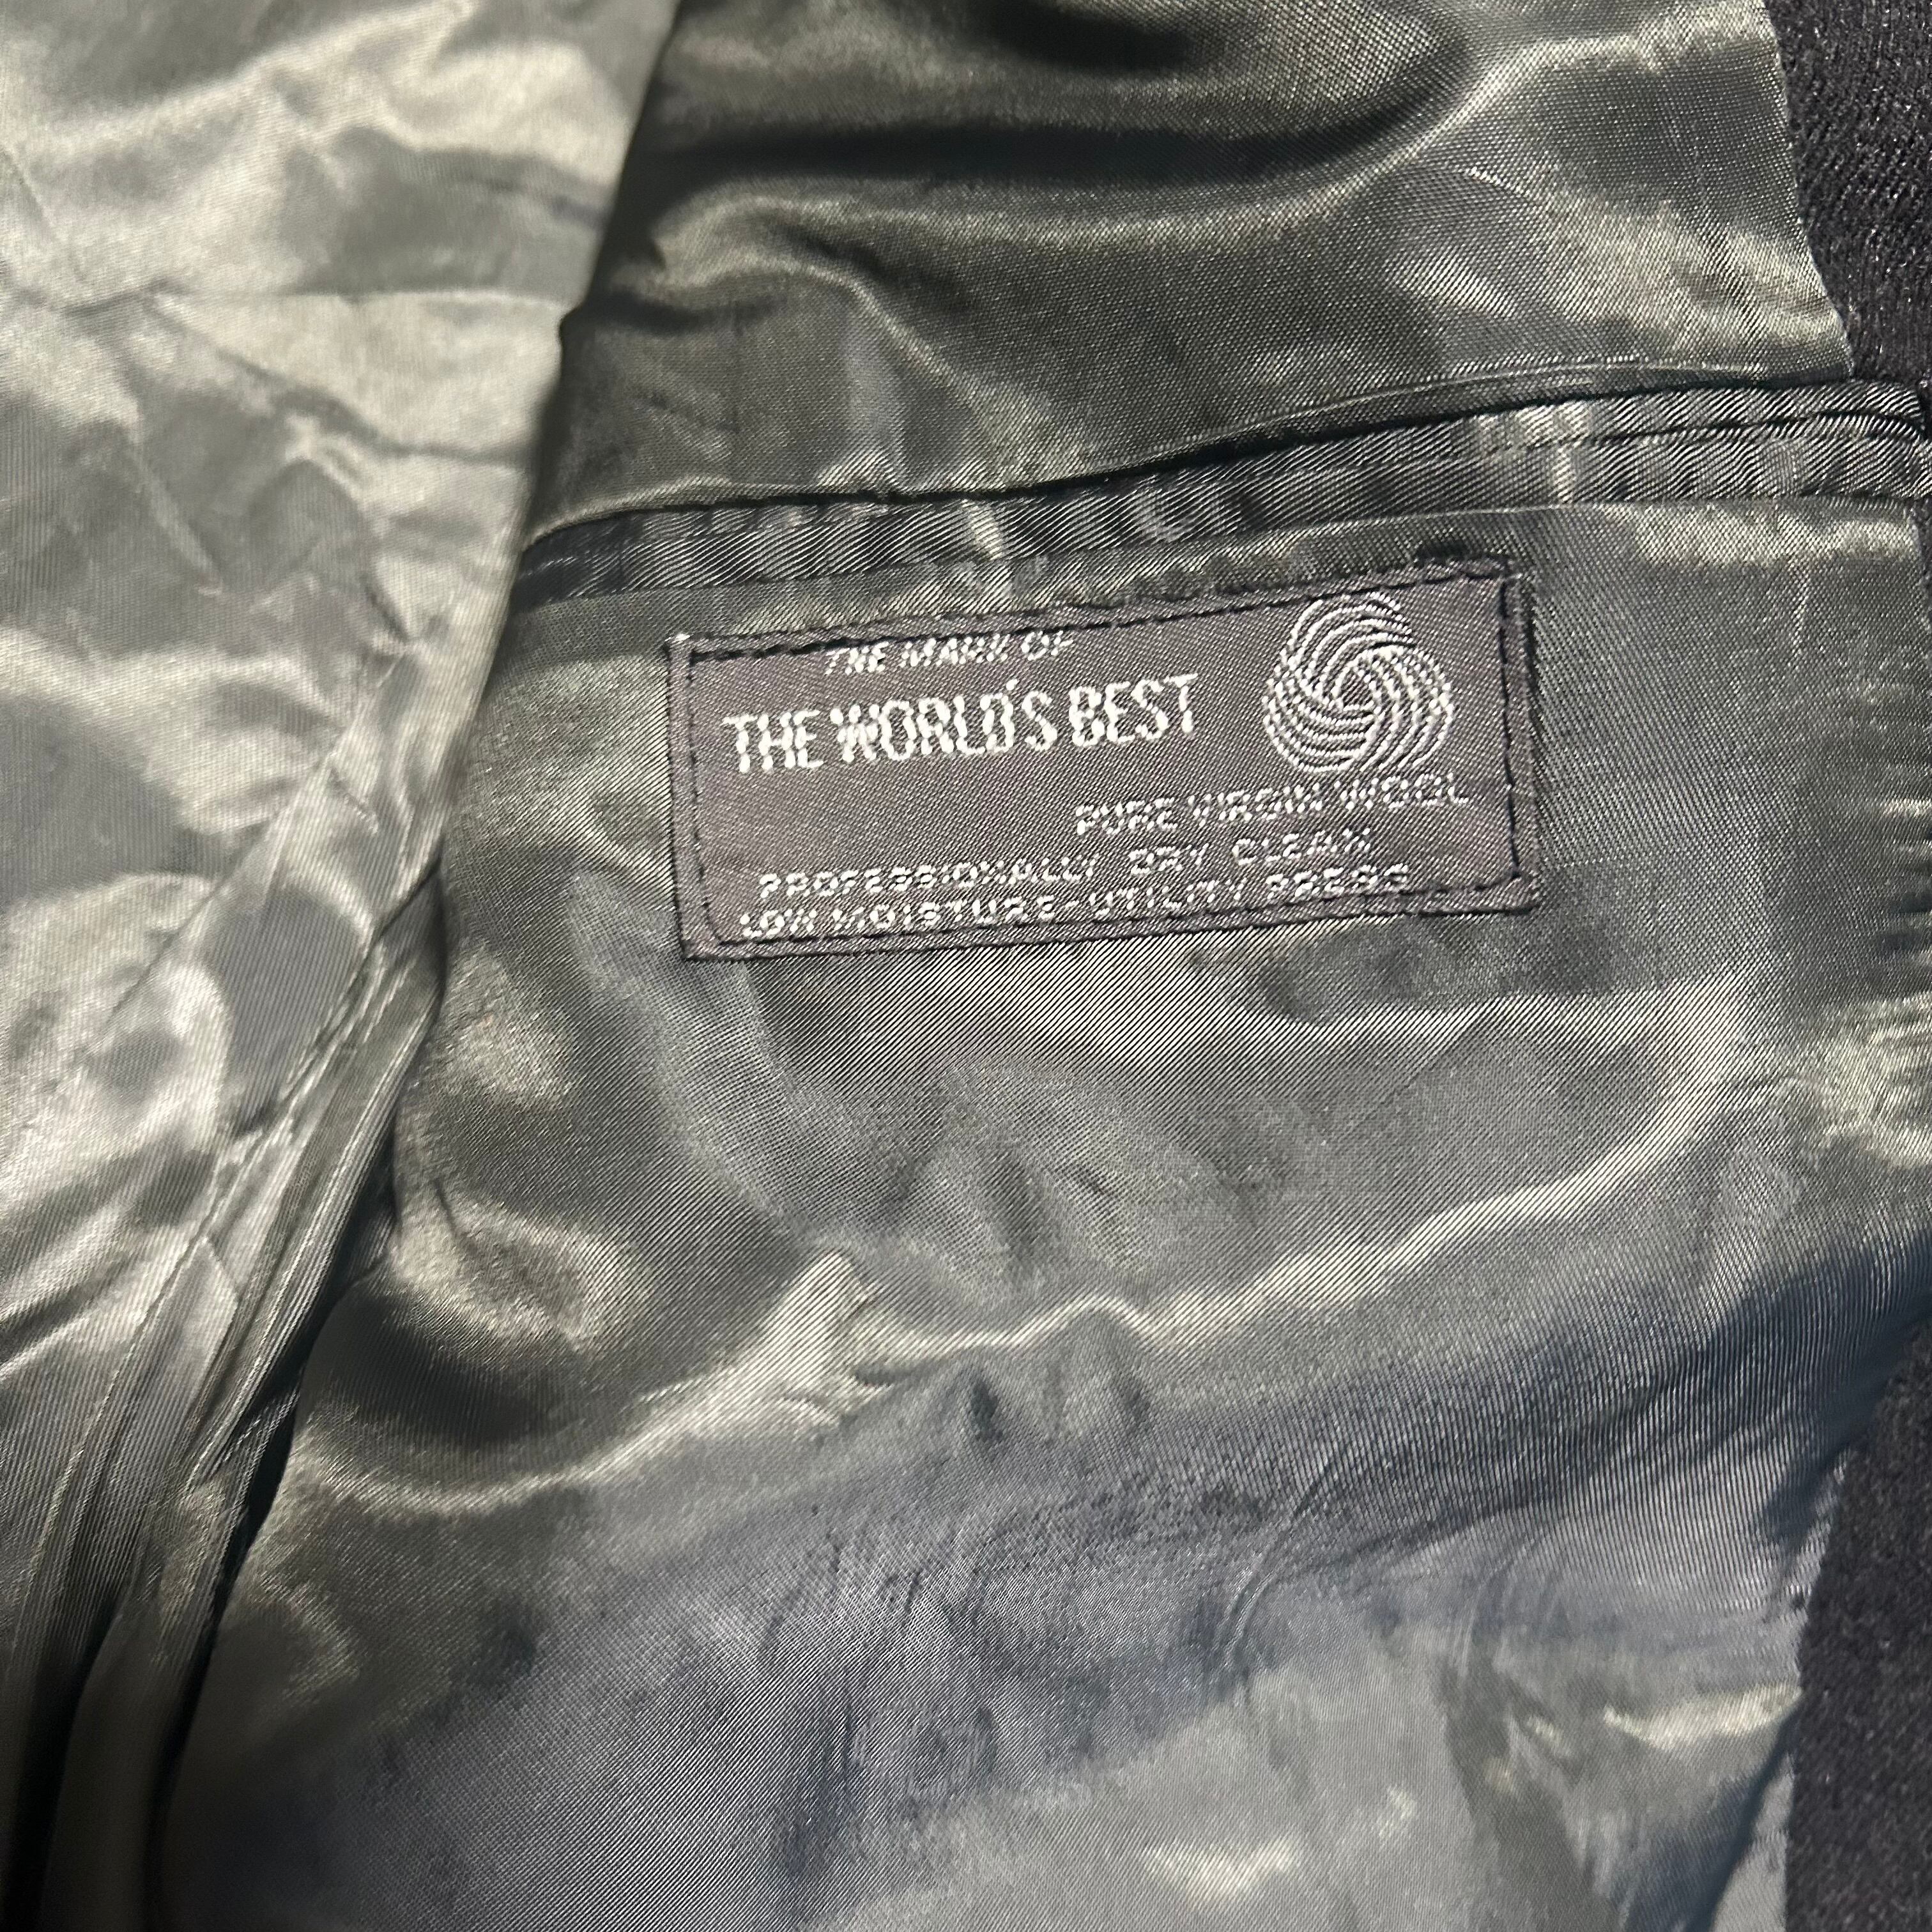 THE MARK OF
THE WORLD'S BEST
PURE VIRGIN WOOL
PROFESSIONALLY DRY CLEAN
LOW MOISTURE-UTILITY PRESS